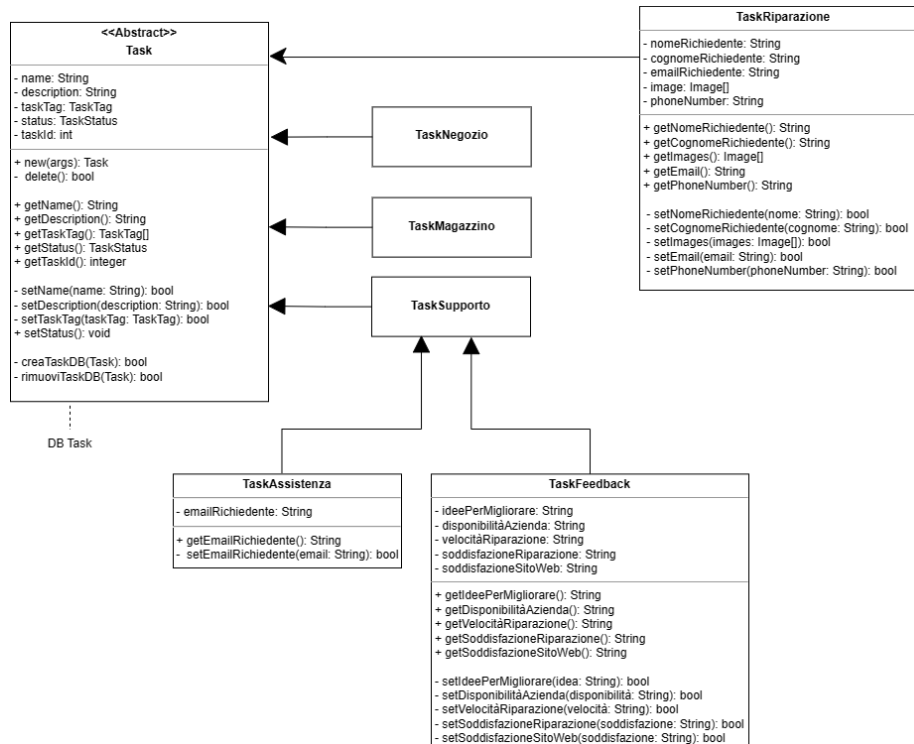 <<Abstract>>
Task
- name: String
- description: String
- taskTag: TaskTag
- status: TaskStatus
- taskId: int
+ new(args): Task
- delete(): bool
+ getName(): String
+ getDescription(): String
+ getTaskTag(): TaskTag[]
+ getStatus(): TaskStatus
+ getTaskId(): integer
- setName(name: String): bool
- setDescription(description: String): bool
- setTaskTag(taskTag: TaskTag): bool
+ setStatus(): void
- creaTaskDB(Task): bool
- rimuoviTaskDB(Task): bool
DB Task
TaskNegozio
TaskMagazzino
TaskSupporto
TaskRiparazione
- nomeRichiedente: String
- cognomeRichiedente: String
- emailRichiedente: String
- image: Image[]
- phoneNumber: String
+ getNomeRichiedente(): String
+ getCognomeRichiedente(): String
+ getImages(): Image[]
+ getEmail(): String
+ getPhoneNumber(): String
- setNomeRichiedente(nome: String): bool
- setCognomeRichiedente(cognome: String): bool
- setImages(images: Image[]): bool
- setEmail(email: String): bool
- setPhoneNumber(phoneNumber: String): bool
TaskAssistenza
- emailRichiedente: String
+ getEmailRichiedente(): String
- setEmailRichiedente(email: String): bool
TaskFeedback
- ideePerMigliorare: String
- disponibilitàAzienda: String
- velocitàRiparazione: String
- soddisfazioneRiparazione: String
- soddisfazioneSitoWeb: String
+ getIdeePerMigliorare(): String
+ getDisponibilitàAzienda(): String
+ getVelocitàRiparazione(): String
+ getSoddisfazioneRiparazione(): String
+ getSoddisfazioneSitoWeb(): String
- setIdeePerMigliorare(idea: String): bool
- setDisponibilitàAzienda(disponibilità: String): bool
- setVelocitàRiparazione(velocità: String): bool
- setSoddisfazioneRiparazione(soddisfazione: String): bool
- setSoddisfazioneSitoWeb(soddisfazione: String): bool